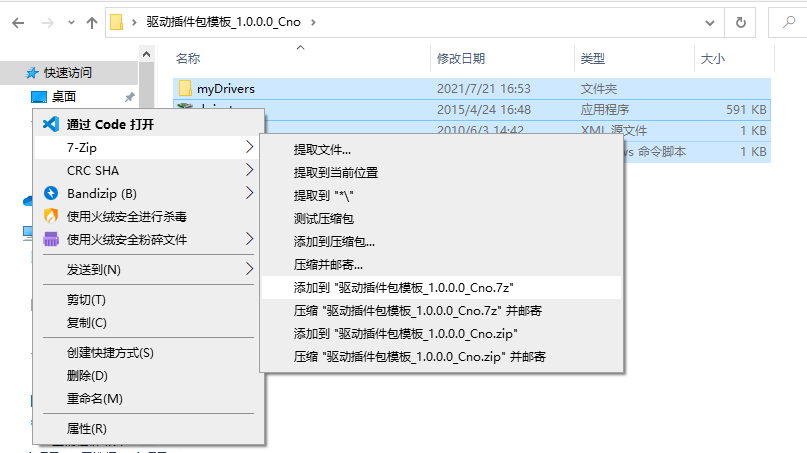 驱动插件包模板_1.0.0.0_Cno
名称 修改日期 类型 大小
快速访问
桌面
myDrivers 2021/7/21 16:53 文件夹
2015/4/24 16:48 应用程序 591 KB
2010/6/3 14:42 XML 源文件 1 KB
命令脚本 1 KB
通过 Code 打开
7-Zip
CRC SHA
Bandizip (B)
使用火绒安全进行杀毒
使用火绒安全粉碎文件
发送到(N)
剪切(T)
复制(C)
创建快捷方式(S)
删除(D)
重命名(M)
属性(R)
提取文件...
提取到当前位置
提取到 "*\"
测试压缩包
添加到压缩包...
压缩并邮寄...
添加到 "驱动插件包模板_1.0.0.0_Cno.7z"
压缩 "驱动插件包模板_1.0.0.0_Cno.7z" 并邮寄
添加到 "驱动插件包模板_1.0.0.0_Cno.zip"
压缩 "驱动插件包模板_1.0.0.0_Cno.zip" 并邮寄